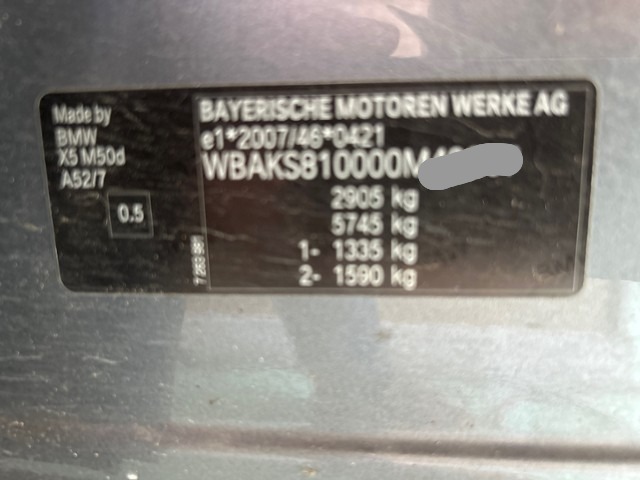 Made by
BMW
X5 M50d
A52/7
0.5
BAYERISCHE MOTOREN WERKE AG
e1*2007/46*0421
WBAKS810000M
2905 kg
5745 kg
1- 1335 kg
2- 1590 kg